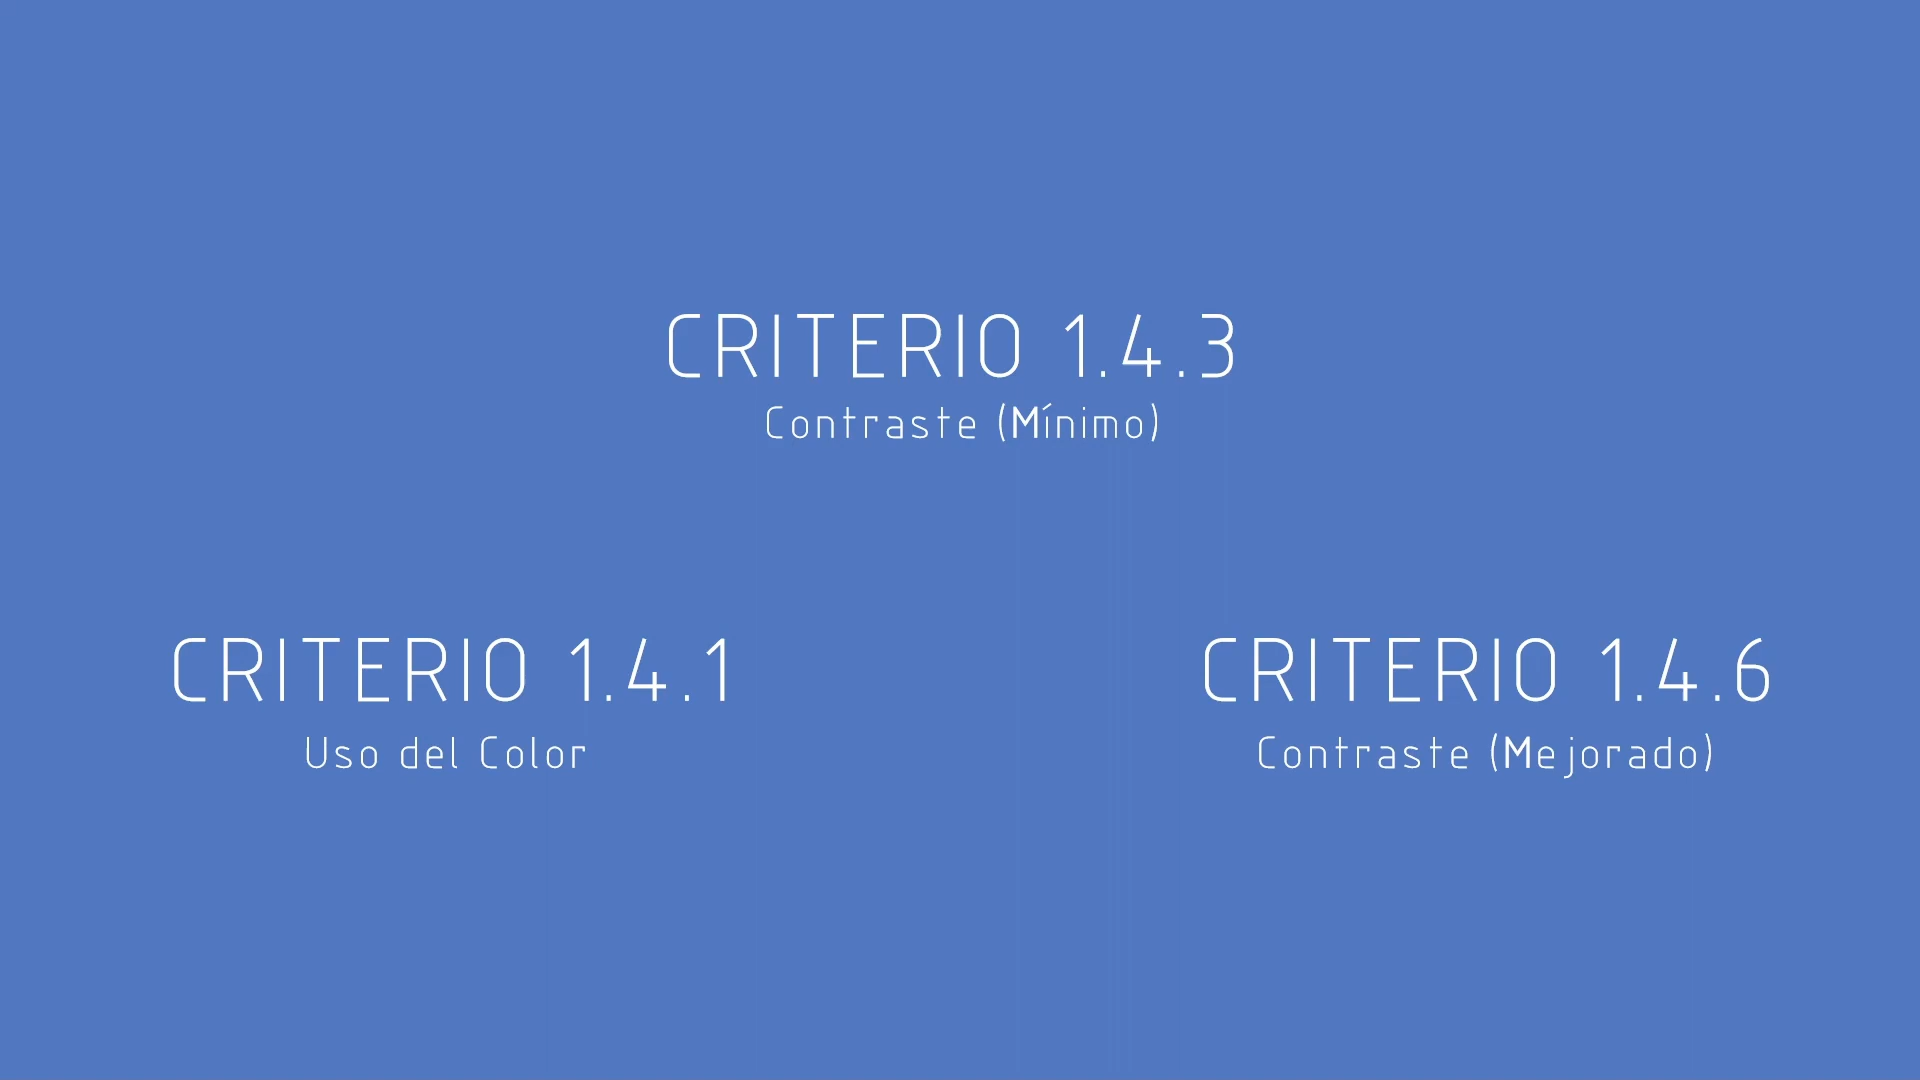 CRITERIO 1.4.3
Contraste (Mínimo)
CRITERIO 1.4.1
Uso del Color
CRITERIO 1.4.6
Contraste (Mejorado)